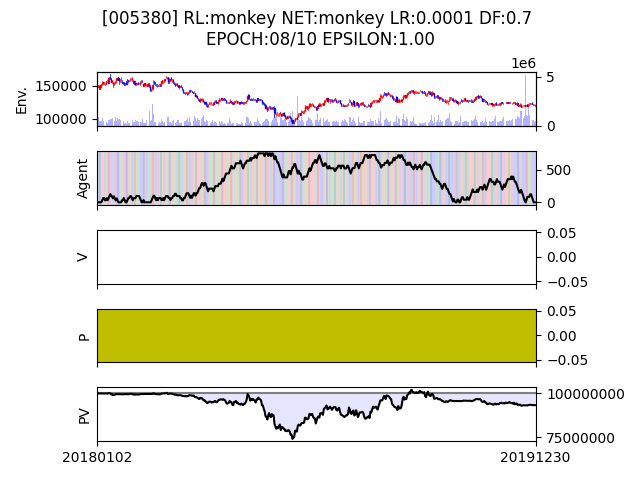 [005380] RL:monkey NET:monkey LR:0.0001 DF:0.7
EPOCH:08/10 EPSILON:1.00
1e6
Env.
150000
100000
5
0
Agent
500
0
V
0.05
0.00
−0.05
P
0.05
0.00
−0.05
PV
100000000
75000000
20180102
20191230